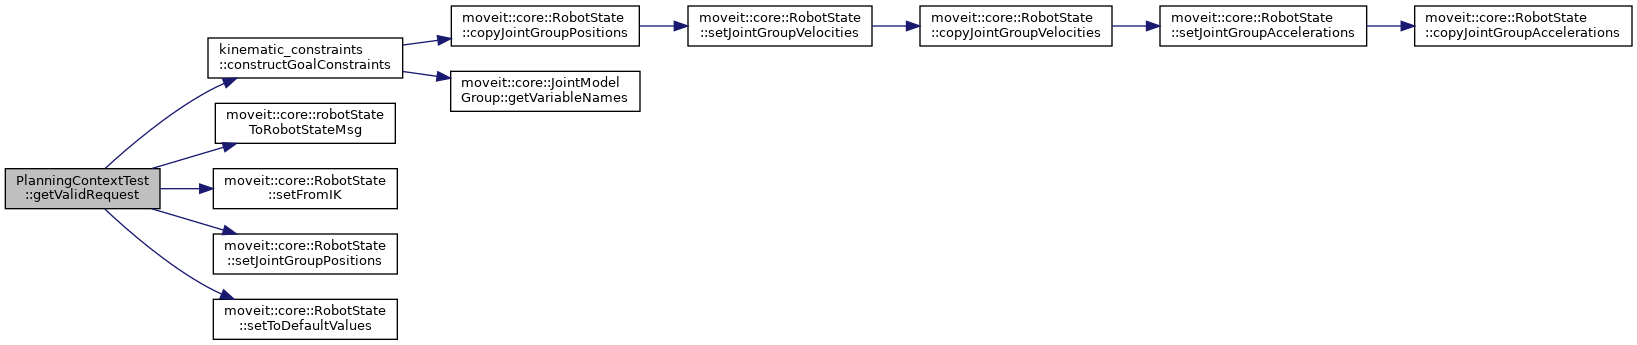 PlanningContextTest
::getValidRequest
kinematic_constraints
::constructGoalConstraints
moveit::core::RobotState
::copyJointGroupPositions
moveit::core::RobotState
::setJointGroupVelocities
moveit::core::RobotState
::copyJointGroupVelocities
moveit::core::RobotState
::setJointGroupAccelerations
moveit::core::RobotState
::copyJointGroupAccelerations
moveit::core::JointModel
Group::getVariableNames
moveit::core::robotState
ToRobotStateMsg
moveit::core::RobotState
::setFromIK
moveit::core::RobotState
::setJointGroupPositions
moveit::core::RobotState
::setToDefaultValues